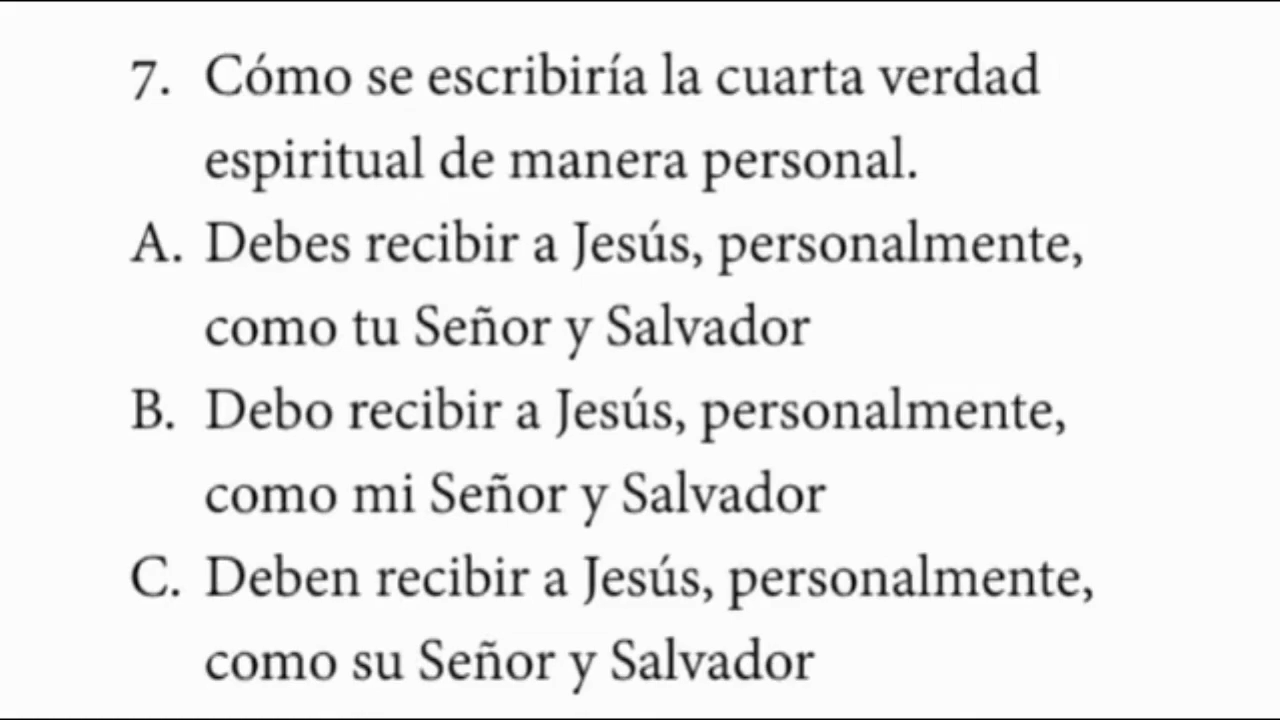 7. Cómo se escribiría la cuarta verdad
espiritual de manera personal.
A. Debes recibir a Jesús, personalmente,
como tu Señor y Salvador
B. Debo recibir a Jesús, personalmente,
como mi Señor y Salvador
C. Deben recibir a Jesús, personalmente,
como su Señor y Salvador